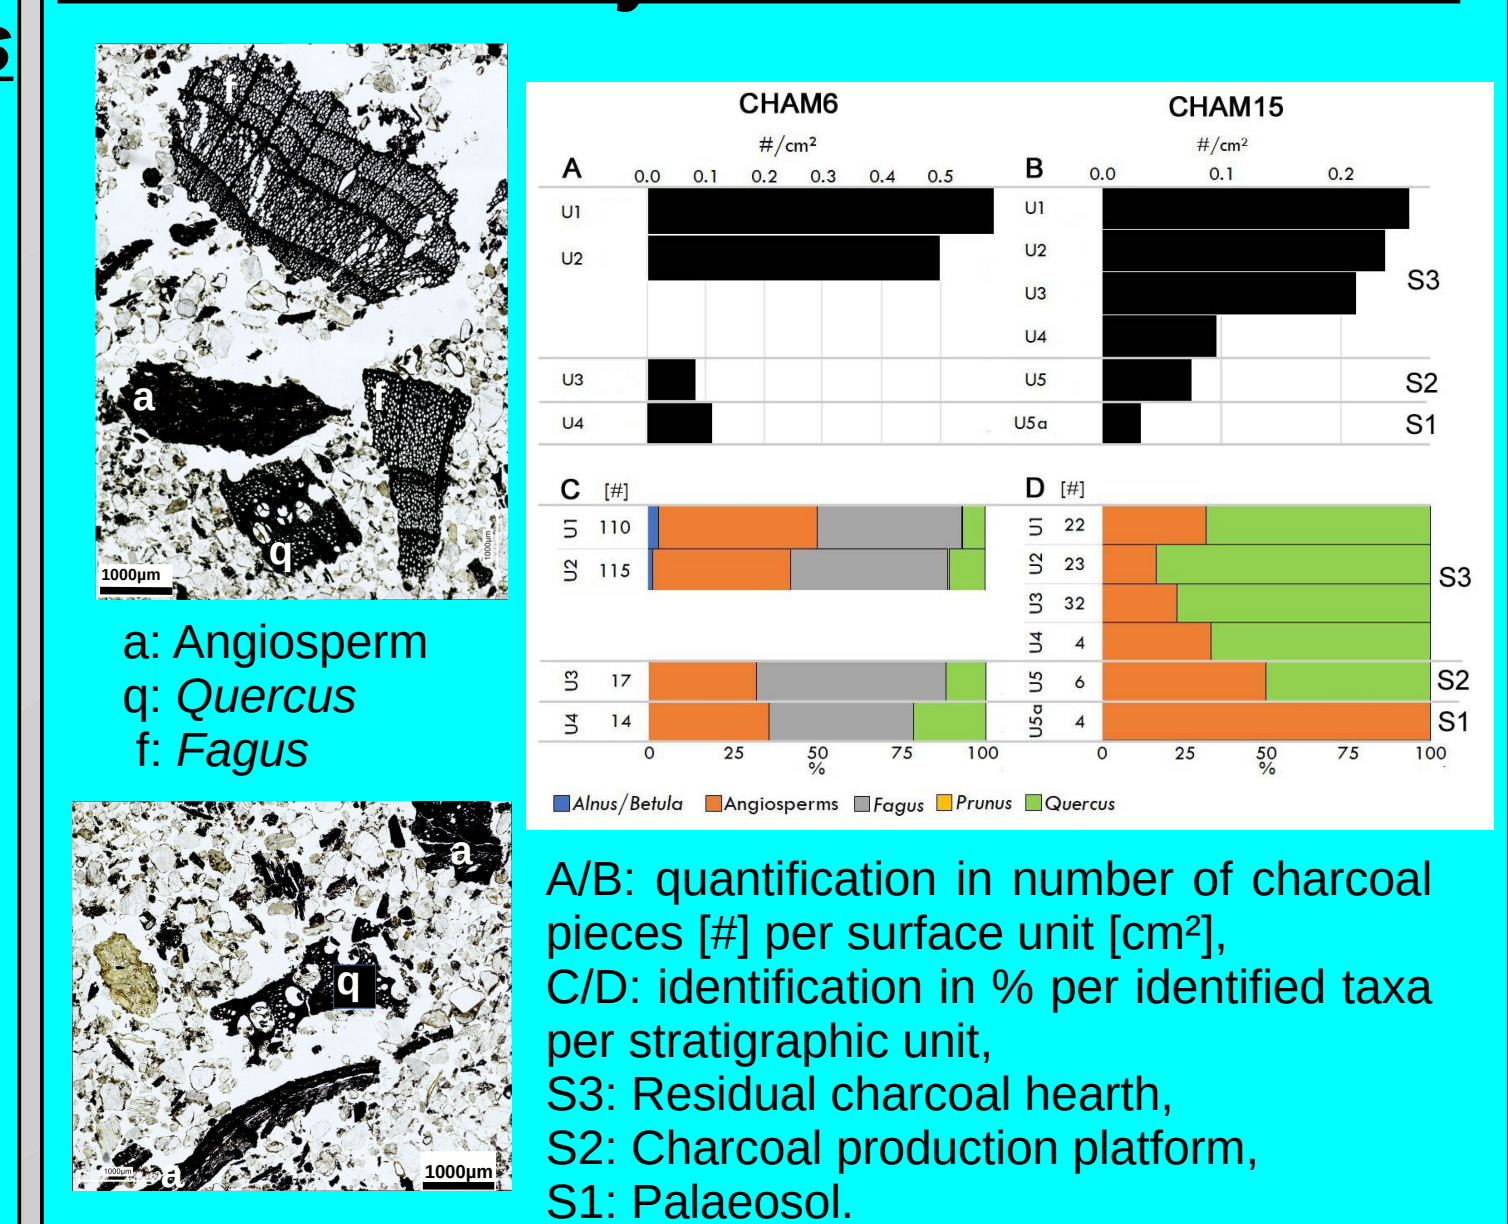 s
f
a
f
q
1000µm
1000µm
a: Angiosperm
q: Quercus
f: Fagus
a
q
a
1000µm
1000µm
CHAM6
#/cm²
A
0.0 0.1 0.2 0.3 0.4 0.5
U1
U2
U3
U4
CHAM15
#/cm²
B
0.0 0.1 0.2
U1
U2
U3
U4
U5
U5a
S3
S2
S1
C [#]
U1 110
U2 115
U3 17
U4 14
0 25 50 75 100
%
D [#]
U1 22
U2 23
U3 32
U4 4
U5 6
U5a 4
S3
S2
S1
0 25 50 75 100
%
Alnus/Betula Angiosperms Fagus Prunus Quercus
A/B: quantification in number of charcoal
pieces [#] per surface unit [cm²],
C/D: identification in % per identified taxa
per stratigraphic unit,
S3: Residual charcoal hearth,
S2: Charcoal production platform,
S1: Palaeosol.